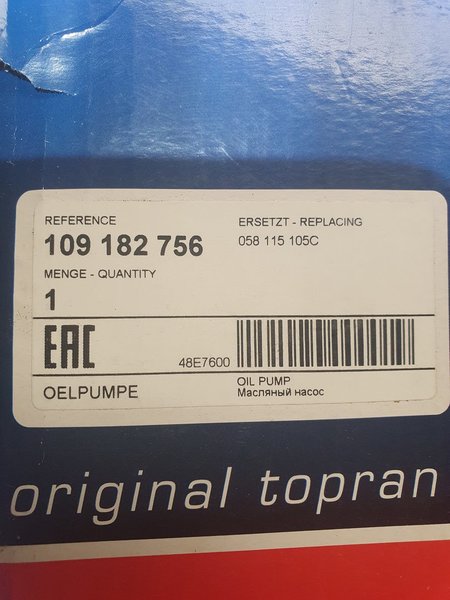 REFERENCE
109 182 756
ERSETZT - REPLACING
058 115 105C
MENGE - QUANTITY
1
EAC
48E7600
OELPUMPE
OIL PUMP
Масляный насос
original topran